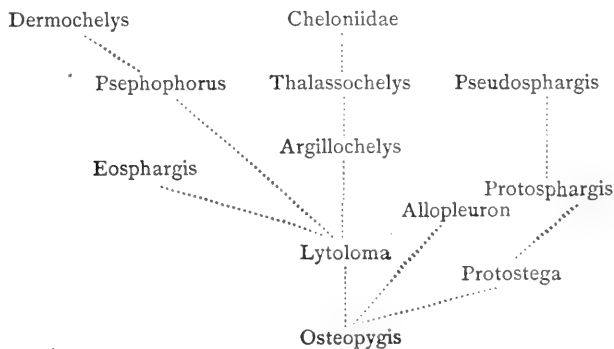 Dermochelys Cheloniidae
Psephophorus Thalassochelys Pseudosphargis
Argillochelys
Eosphargis
Protosphargis
Allopleuron
Lytoloma
Protostega
Osteopygis